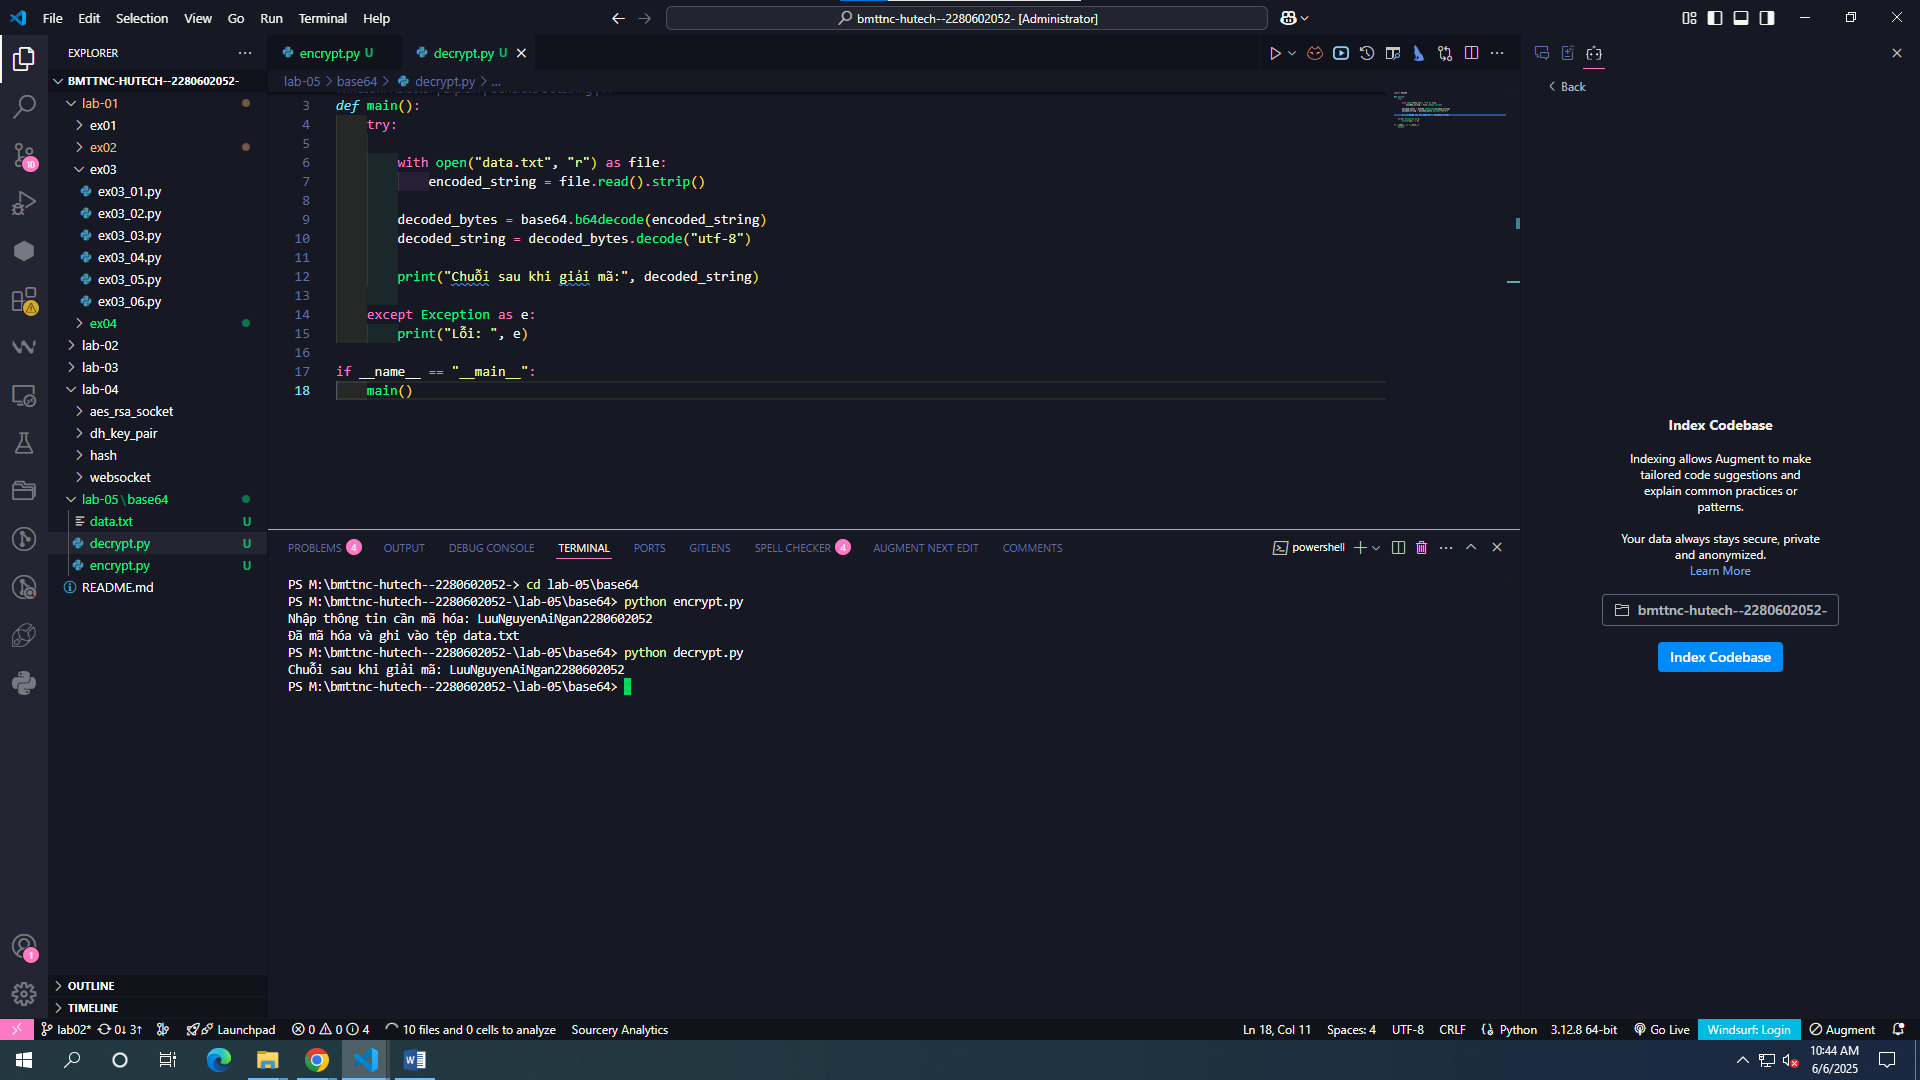 File Edit Selection View Go Run Terminal Help
bmttnc-hutech--2280602052- [Administrator]
EXPLORER
BMTTNC-HUTECH--2280602052-
lab-01
ex01
ex02
ex03
ex03_01.py
ex03_02.py
ex03_03.py
ex03_04.py
ex03_05.py
ex03_06.py
ex04
lab-02
lab-03
lab-04
aes_rsa_socket
dh_key_pair
hash
websocket
lab-05\base64
data.txt U
decrypt.py U
encrypt.py U
README.md
OUTLINE
TIMELINE
10
1
encrypt.py U decrypt.py U
lab-05 > base64 > decrypt.py > ...
3 def main():
4 try:
5
6 with open("data.txt", "r") as file:
7 encoded_string = file.read().strip()
8
9 decoded_bytes = base64.b64decode(encoded_string)
10 decoded_string = decoded_bytes.decode("utf-8")
11
12 print("Chuỗi sau khi giải mã:", decoded_string)
13
14 except Exception as e:
15 print("Lỗi: ", e)
16
17 if __name__ == "__main__":
18 main()
PROBLEMS 4 OUTPUT DEBUG CONSOLE TERMINAL PORTS GITLENS SPELL CHECKER 4 AUGMENT NEXT EDIT COMMENTS
powershell
PS M:\bmttnc-hutech--2280602052-> cd lab-05\base64
PS M:\bmttnc-hutech--2280602052-\lab-05\base64> python encrypt.py
Nhập thông tin cần mã hóa: LuuNguyenAiNgan2280602052
Đã mã hóa và ghi vào tệp data.txt
PS M:\bmttnc-hutech--2280602052-\lab-05\base64> python decrypt.py
Chuỗi sau khi giải mã: LuuNguyenAiNgan2280602052
PS M:\bmttnc-hutech--2280602052-\lab-05\base64>
Back
Index Codebase
Indexing allows Augment to make
tailored code suggestions and
explain common practices or
patterns.
Your data always stays secure, private
and anonymized.
Learn More
bmttnc-hutech--2280602052-
Index Codebase
lab02* 0↓ 3↑ Launchpad 0 0 4 10 files and 0 cells to analyze Sourcery Analytics
Ln 18, Col 11 Spaces: 4 UTF-8 CRLF Python 3.12.8 64-bit Go Live Windsurf: Login Augment
10:44 AM
6/6/2025